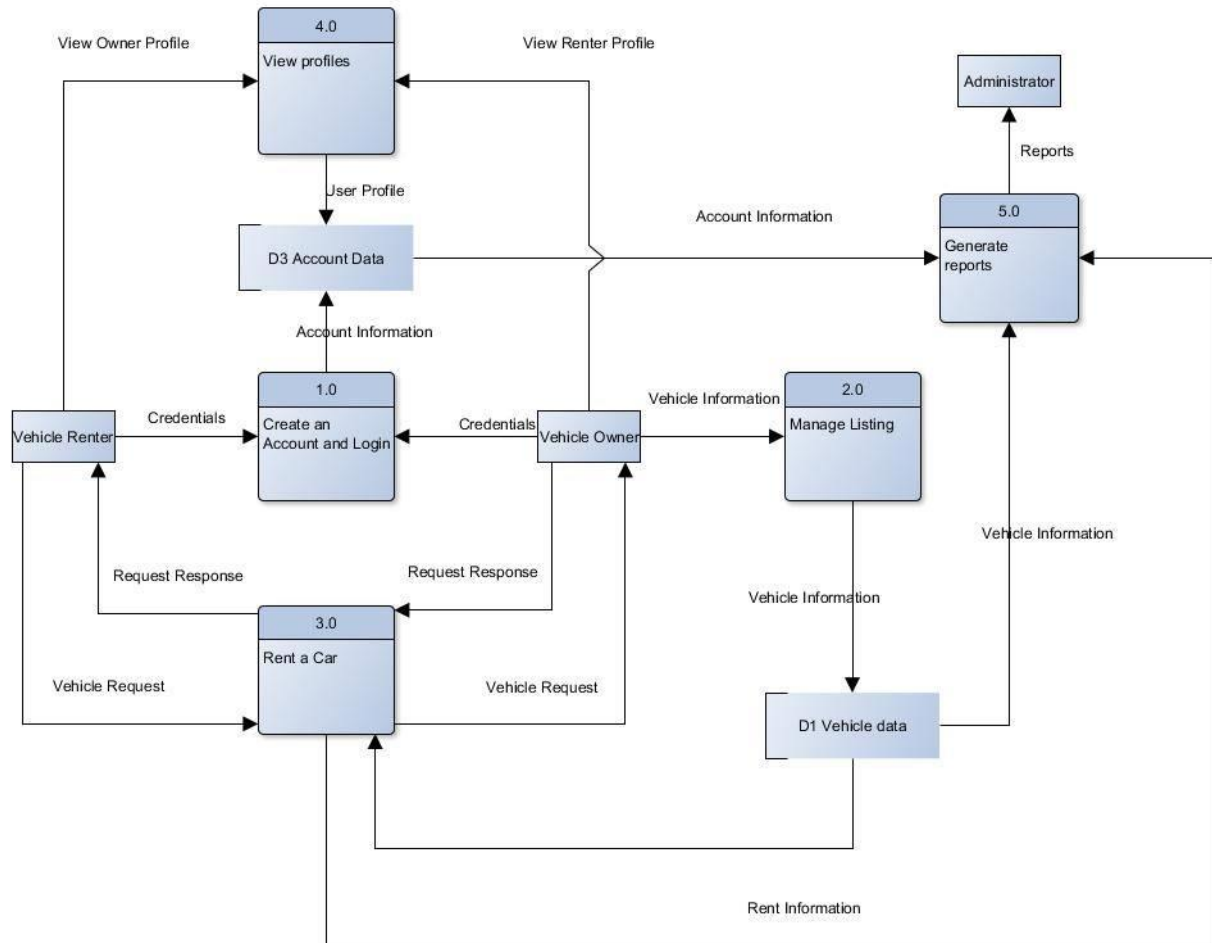 4.0
View Owner Profile
View Renter Profile
View profiles
Administrator
Reports
User Profile
5.0
Account Information
Generate
reports
D3 Account Data
Account Information
1.0
2.0
Vehicle Information
Credentials
Credentials
Create an
Account and Login
Manage Listing
Vehicle Renter
Vehicle Owner
Vehicle Information
Request Response
Request Response
Vehicle Information
3.0
Rent a Car
Vehicle Request
Vehicle Request
D1 Vehicle data
Rent Information